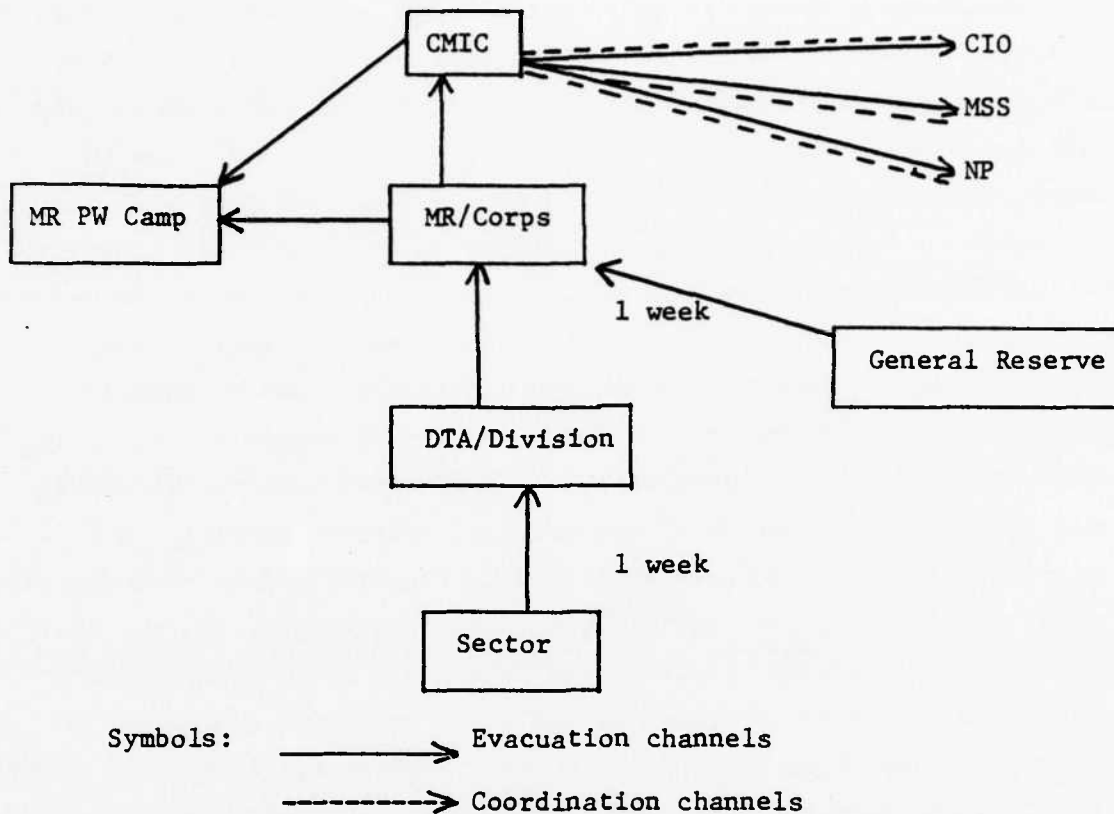 CMIC
CIO
MSS
NP
MR PW Camp
MR/Corps
1 week
General Reserve
DTA/Division
1 week
Sector
Symbols:
Evacuation channels
Coordination channels